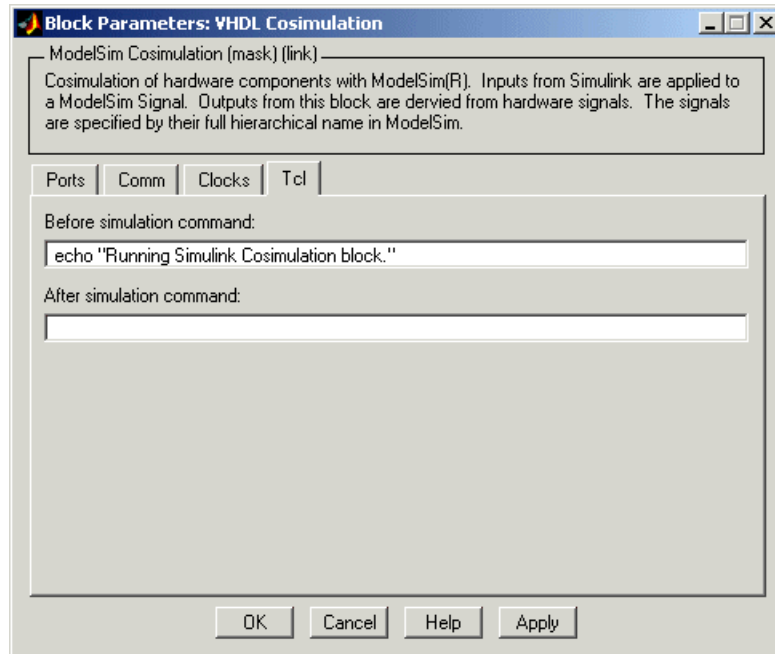 Block Parameters: VHDL Cosimulation
ModelSim Cosimulation (mask) (link)
Cosimulation of hardware components with ModelSim(R). Inputs from Simulink are applied to
a ModelSim Signal. Outputs from this block are dervied from hardware signals. The signals
are specified by their full hierarchical name in ModelSim.
Ports Comm Clocks Tcl
Before simulation command:
echo "Running Simulink Cosimulation block."
After simulation command:
OK Cancel Help Apply